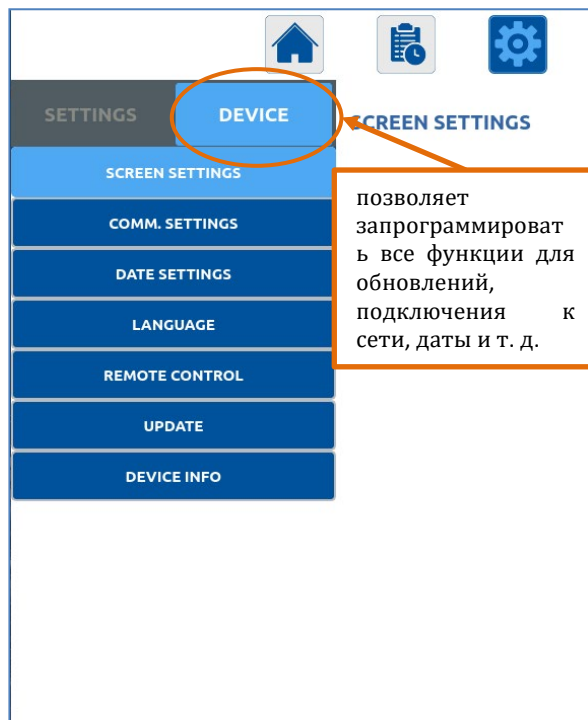 SETTINGS
DEVICE
SCREEN SETTINGS
SCREEN SETTINGS
COMM. SETTINGS
DATE SETTINGS
LANGUAGE
REMOTE CONTROL
UPDATE
DEVICE INFO
позволяет
запрограммироват
ь все функции для
обновлений,
подключения к
сети, даты и т. д.